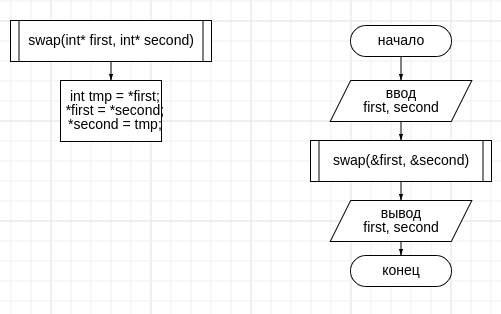 swap(int* first, int* second)
int tmp = *first;
*first = *second;
*second = tmp;
начало
ввод
first, second
swap(&first, &second)
вывод
first, second
конец